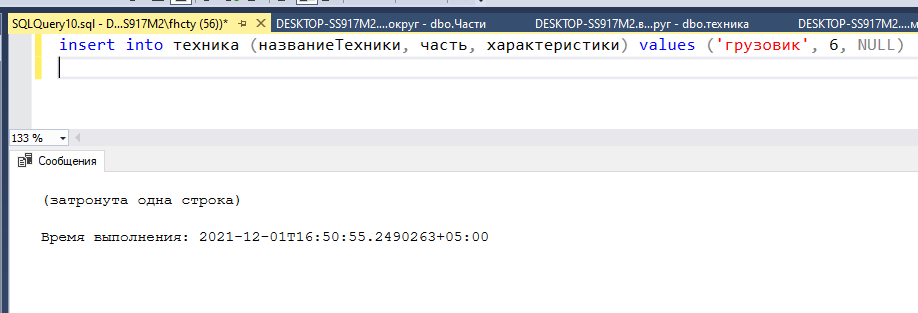 SQLQuery10.sql - D...S917M2\fhcty (56))* DESKTOP-SS917M2....округ - dbo.Части DESKTOP-SS917M2.в...руг - dbo.техника DESKTOP-SS917M2....м
insert into техника (названиеТехники, часть, характеристики) values ('грузовик', 6, NULL)
133 %
Сообщения
(затронута одна строка)
Время выполнения: 2021-12-01T16:50:55.2490263+05:00